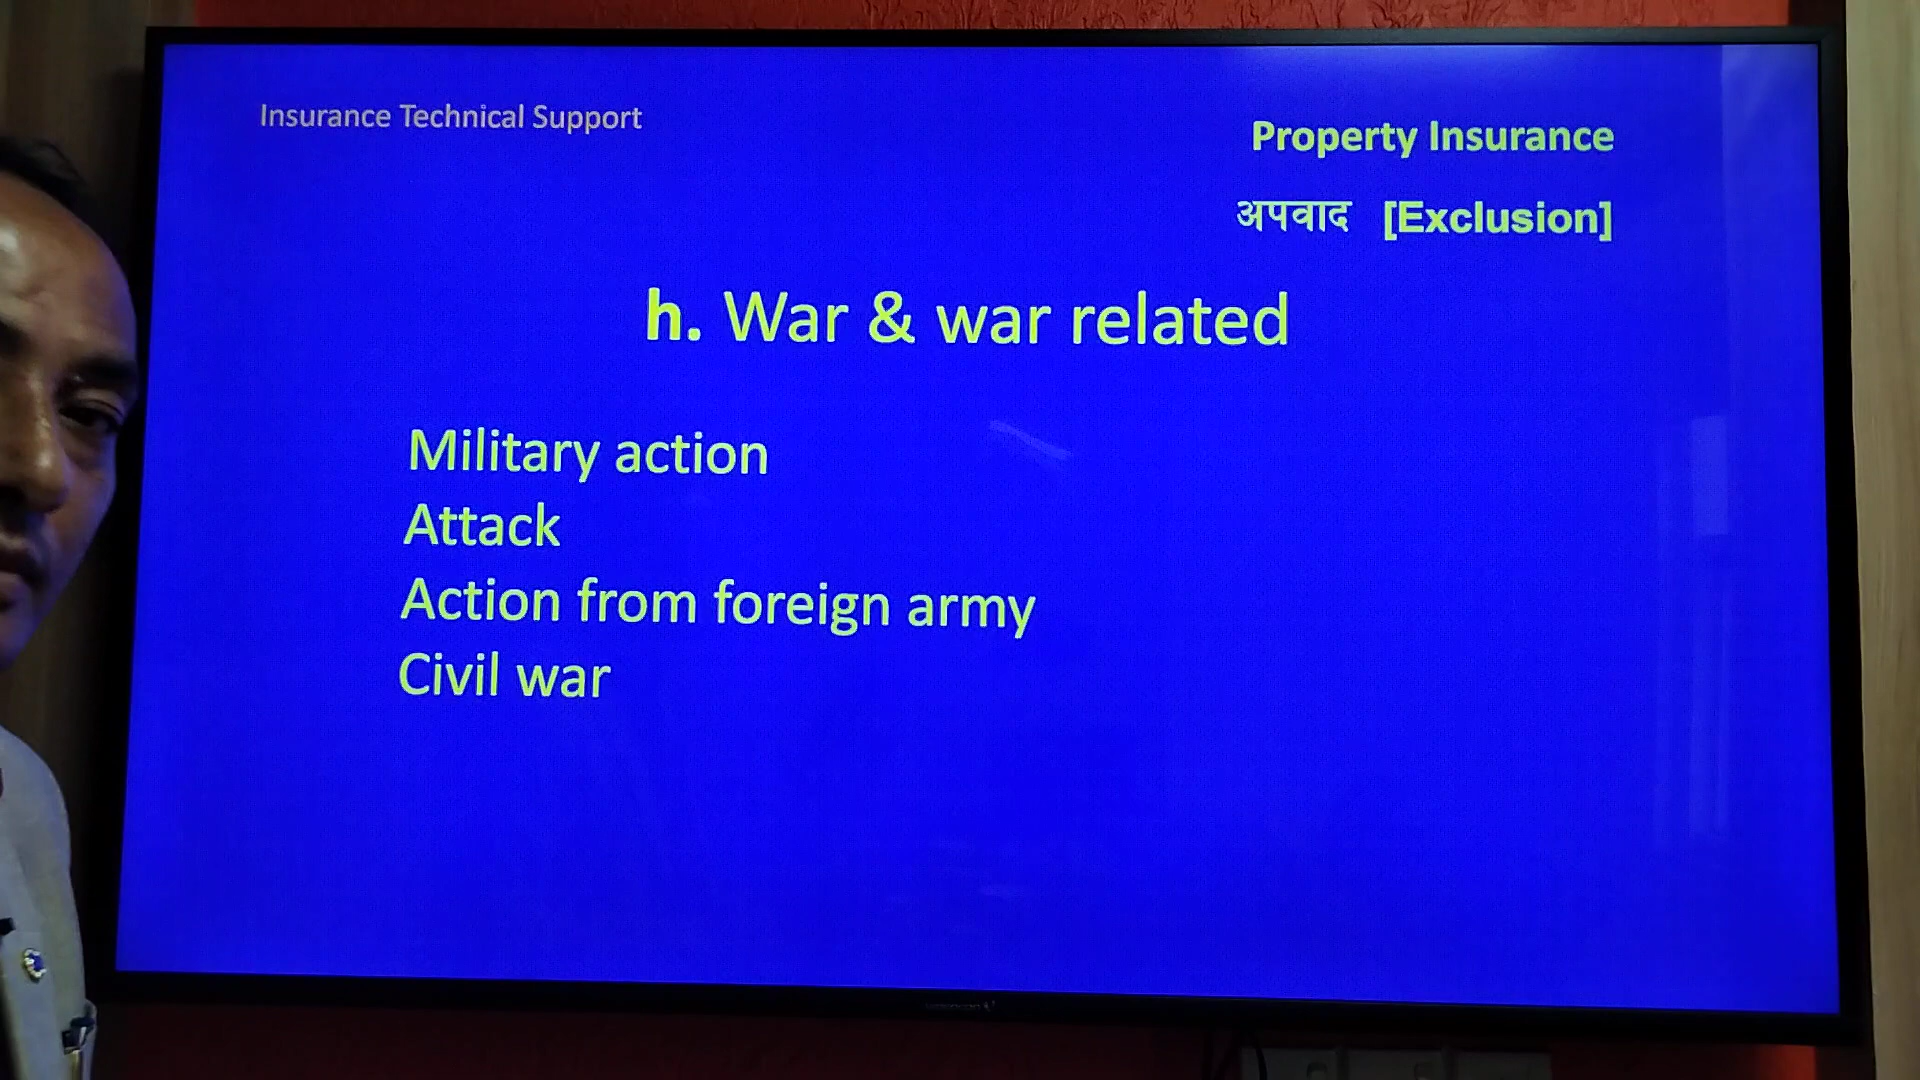 Insurance Technical Support
Property Insurance
अपवाद [Exclusion]
h. War & war related
Military action
Attack
Action from foreign army
Civil war